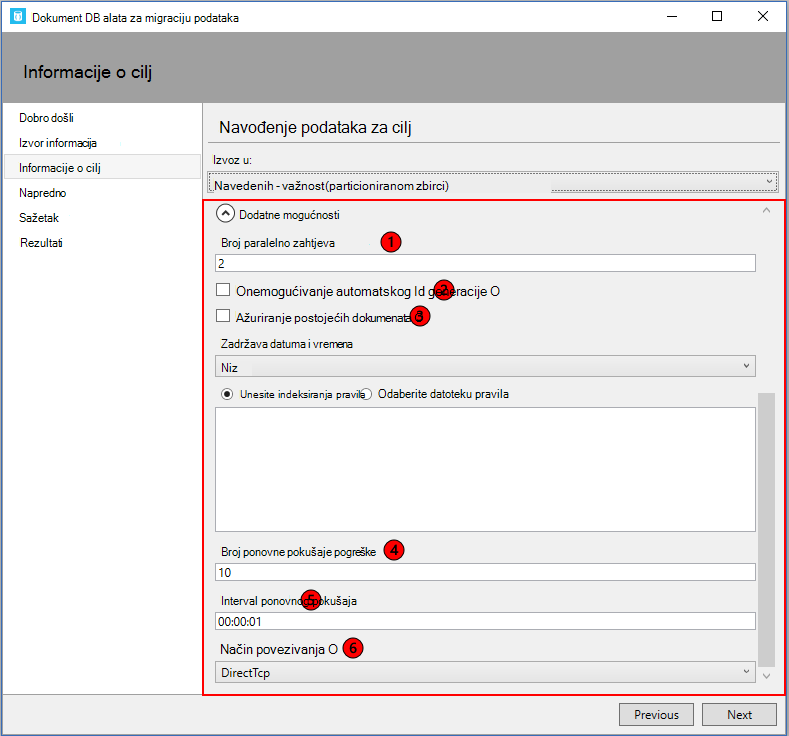 Dokument DB alata za migraciju podataka
Informacije o cilj
Dobro došli
Izvor informacija
Informacije o cilj
Napredno
Sažetak
Rezultati
Navođenje podataka za cilj
Izvoz u:
Navedenih - važnost(particioniranom zbirci)
Dodatne mogućnosti
Broj paralelno zahtjeva 1
2
Onemogućivanje automatskog Id generacije O 2
Ažuriranje postojećih dokumenata 3
Zadržava datuma i vremena
Niz
Unesite indeksiranja pravila Odaberite datoteku pravila
Broj ponovne pokušaje pogreške 4
10
Interval ponovnog pokušaja 5
00:00:01
Način povezivanja O 6
DirectTcp
Previous Next